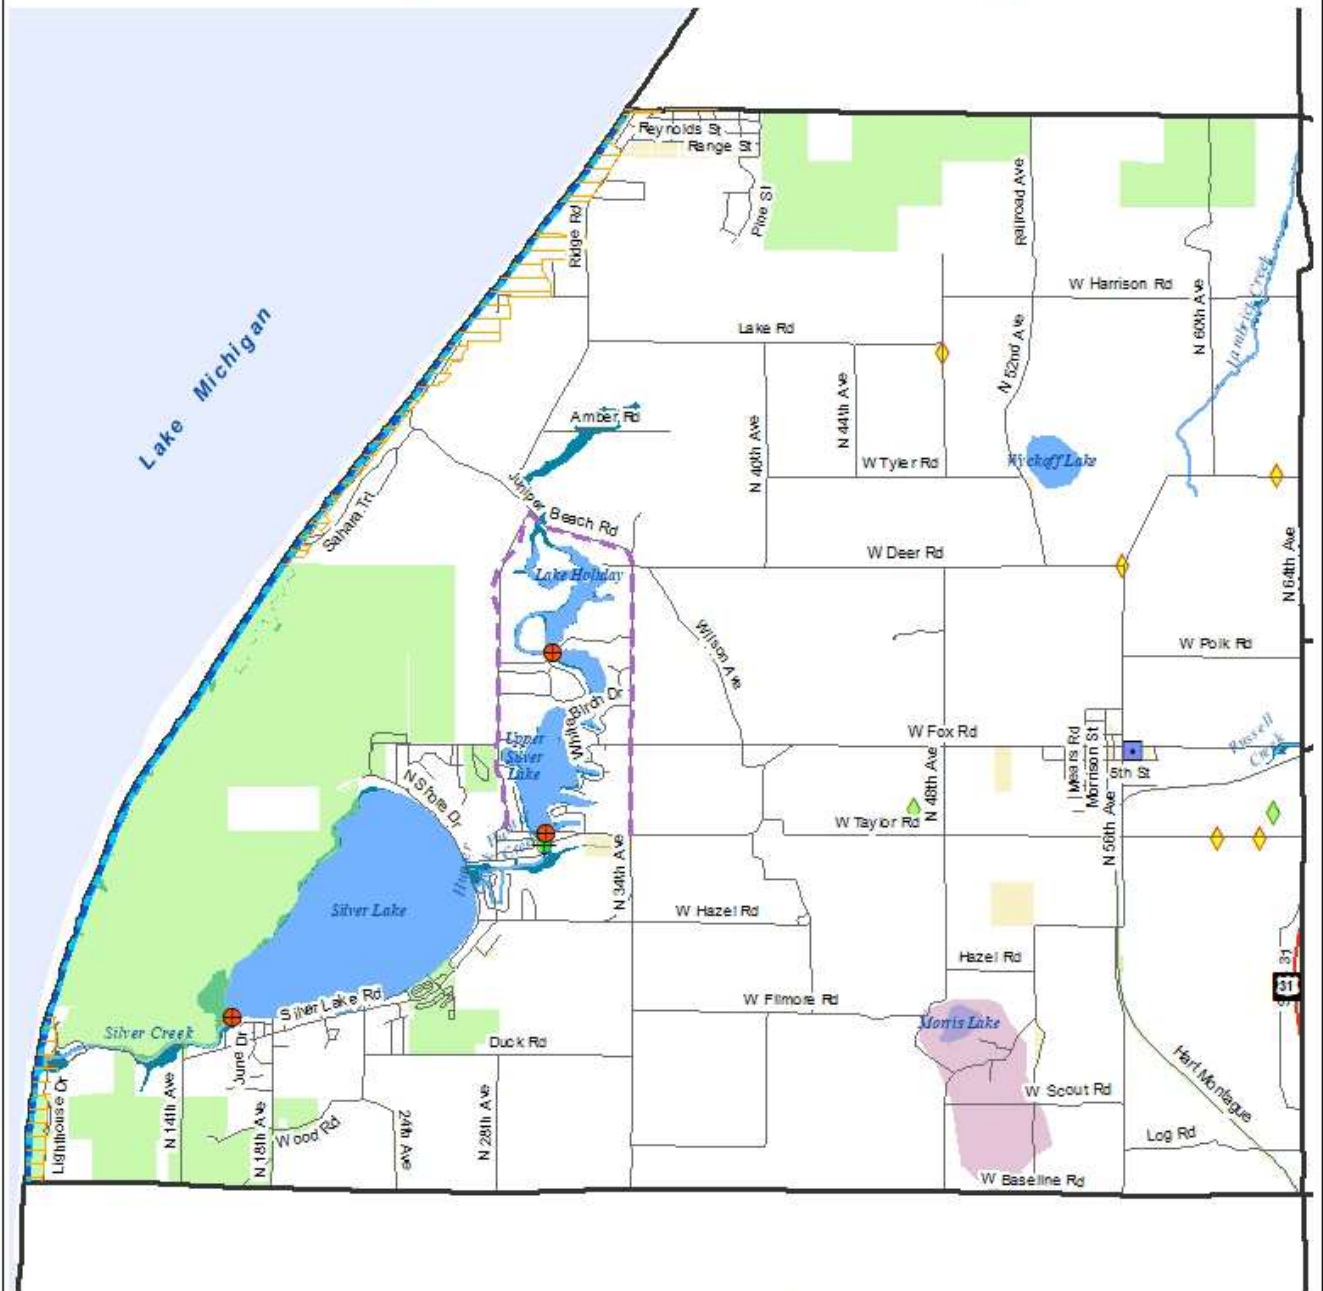 Reynolds St
Range St
Pine St
Railroad Ave
Ridge Rd
W Harrison Rd
N 60th Ave
Lambrick Creek
Lake Michigan
Lake Rd
N 52nd Ave
N 44th Ave
Amber Rd
N 40th Ave
W Tyler Rd
Wyckoff Lake
Sahara Trl
Juniper Beach Rd
W Deer Rd
N 64th Ave
Lake Holiday
Wilson Ave
W Polk Rd
White Birch Dr
Upper
Silver
Lake
W Fox Rd
Russell
Creek
N Shore Dr
N 48th Ave
Mears Rd
Morrison St
5th St
W Taylor Rd
N 56th Ave
Creek
N 34th Ave
Silver Lake
W Hazel Rd
Hazel Rd
31
31
Silver Lake Rd
W Filmore Rd
Morris Lake
Silver Creek
June Dr
Duck Rd
Hart Montague
W Scout Rd
Lighthouse Dr
N 14th Ave
N 18th Ave
Wood Rd
24th Ave
N 28th Ave
Log Rd
W Baseline Rd